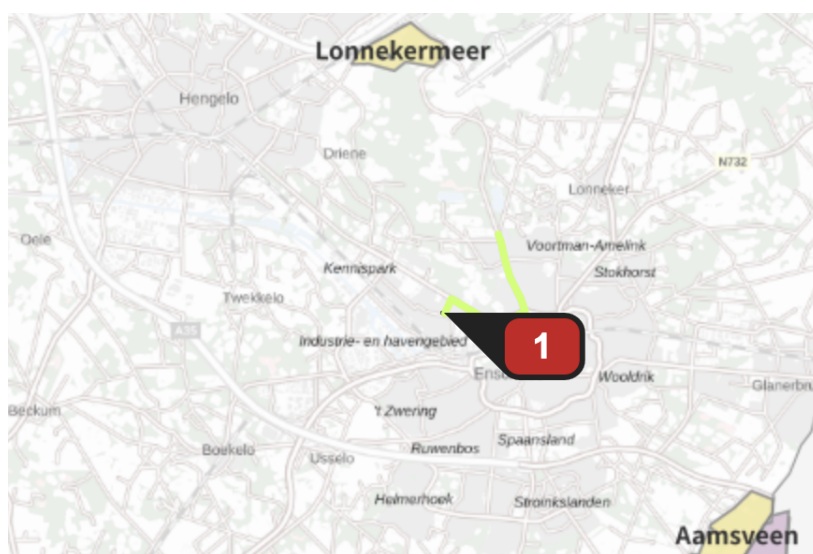 Lonnekermeer
Hengelo
Driene
N732
Lonneker
Oele
Voortman-Amelink
Kennispark
Stokhorst
Twekkelo
A35
Industrie- en havengebied
1
Wooldrik
Glanerbru
Beckum
't Zwering
Spaansland
Boekelo
Ruwenbos
Usselo
Helmerhoek
Stroinkslanden
Aamsveen